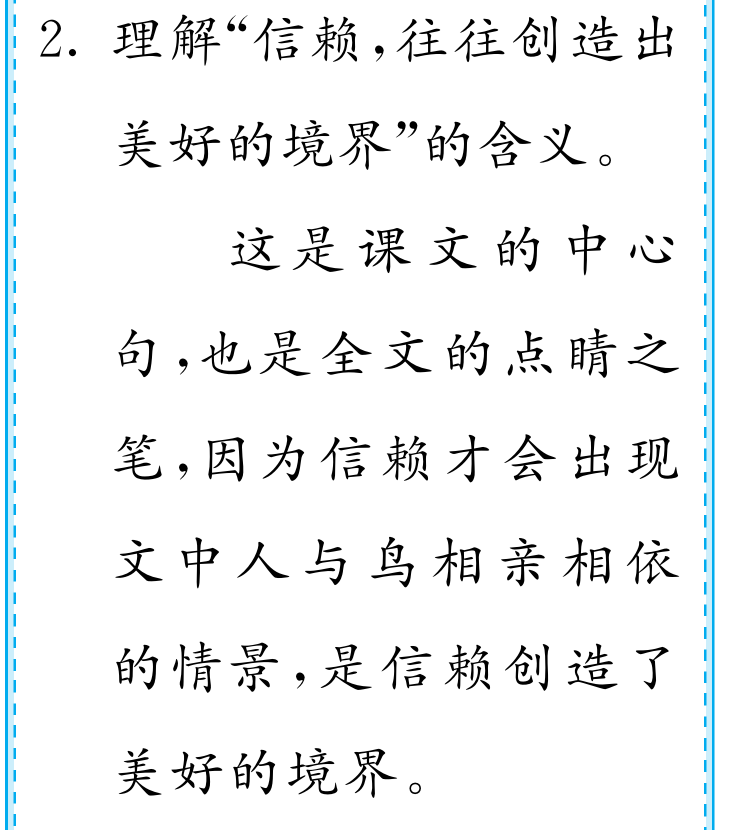 2. 理解“信赖,往往创造出
美好的境界”的含义。
这是课文的中心
句,也是全文的点睛之
笔,因为信赖才会出现
文中人与鸟相亲相依
的情景,是信赖创造了
美好的境界。